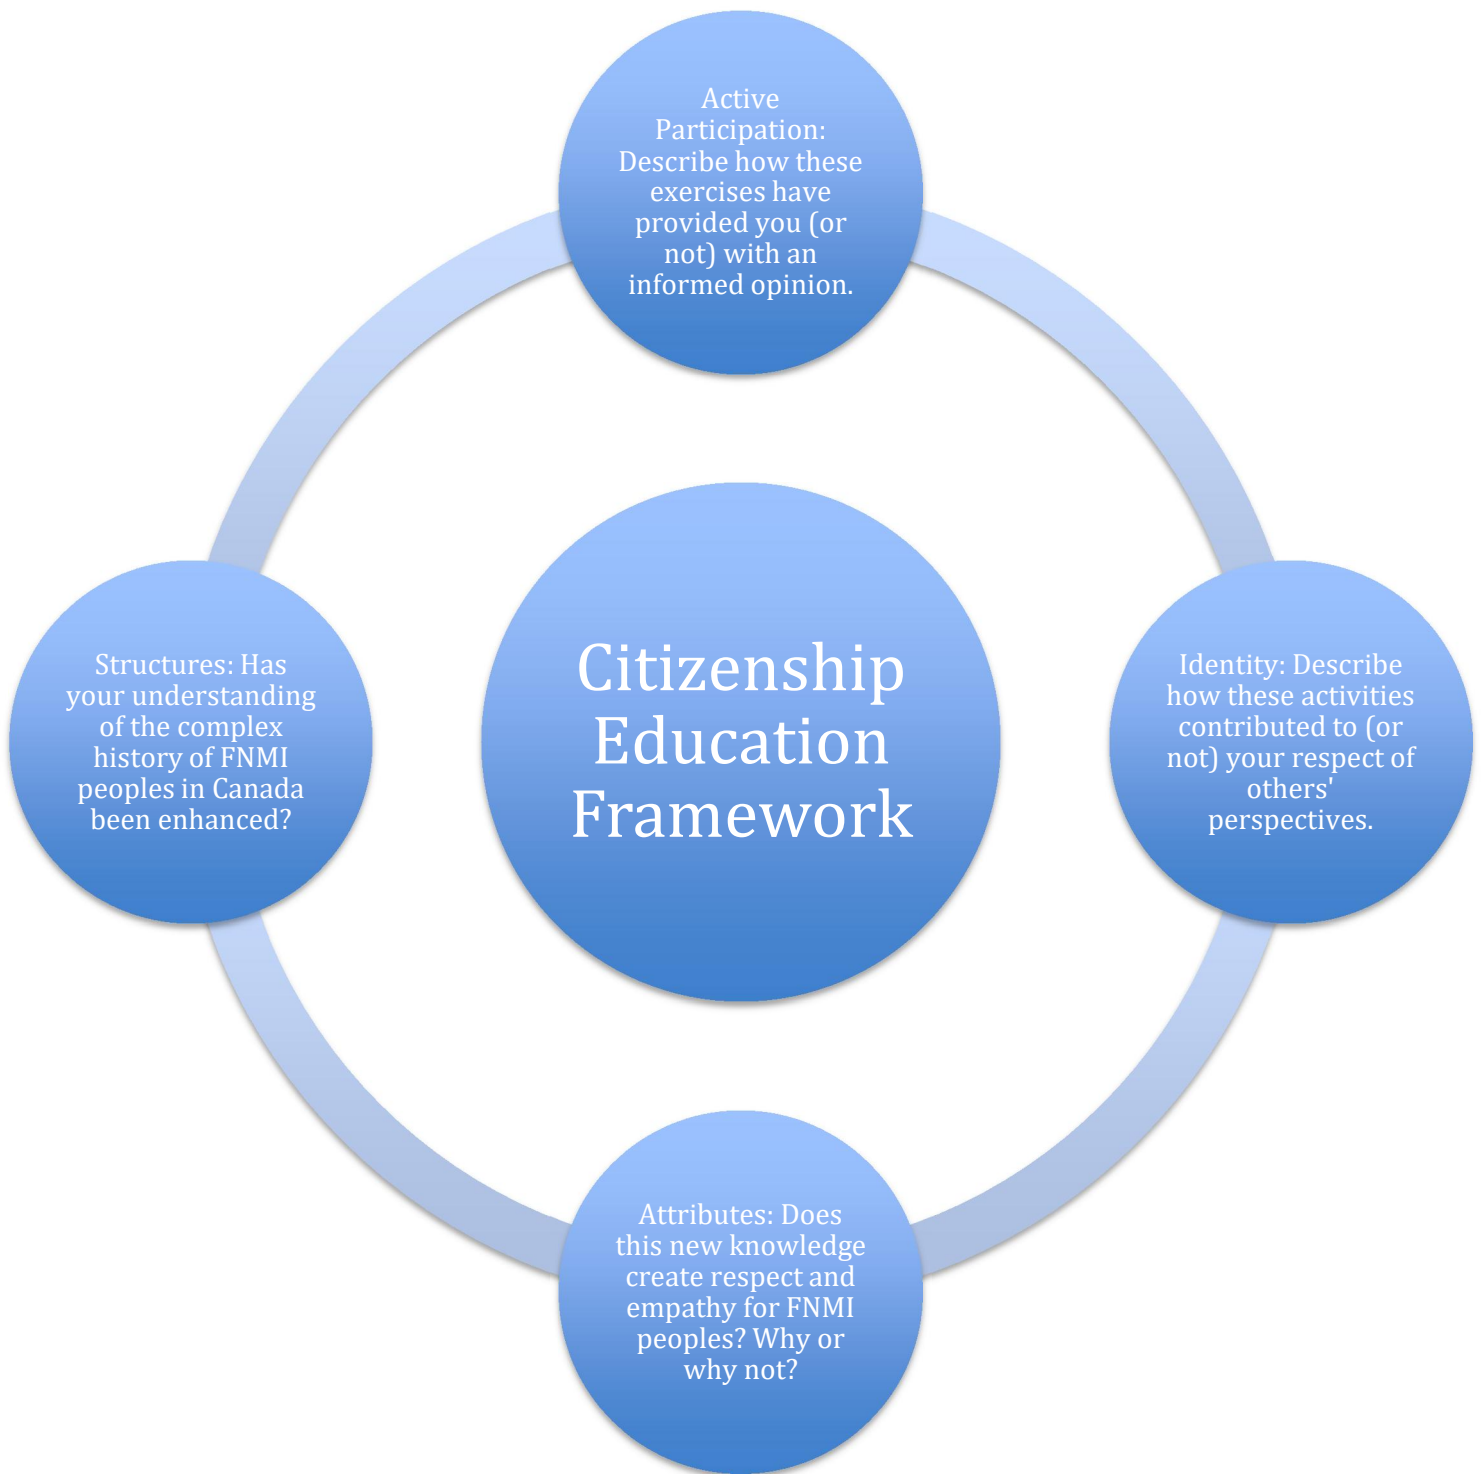 Active
Participation:
Describe how these
exercises have
provided you (or
not) with an
informed opinion.
Structures: Has
your understanding
of the complex
history of FNMI
peoples in Canada
been enhanced?
Citizenship
Education
Framework
Identity: Describe
how these activities
contributed to (or
not) your respect of
others'
perspectives.
Attributes: Does
this new knowledge
create respect and
empathy for FNMI
peoples? Why or
why not?